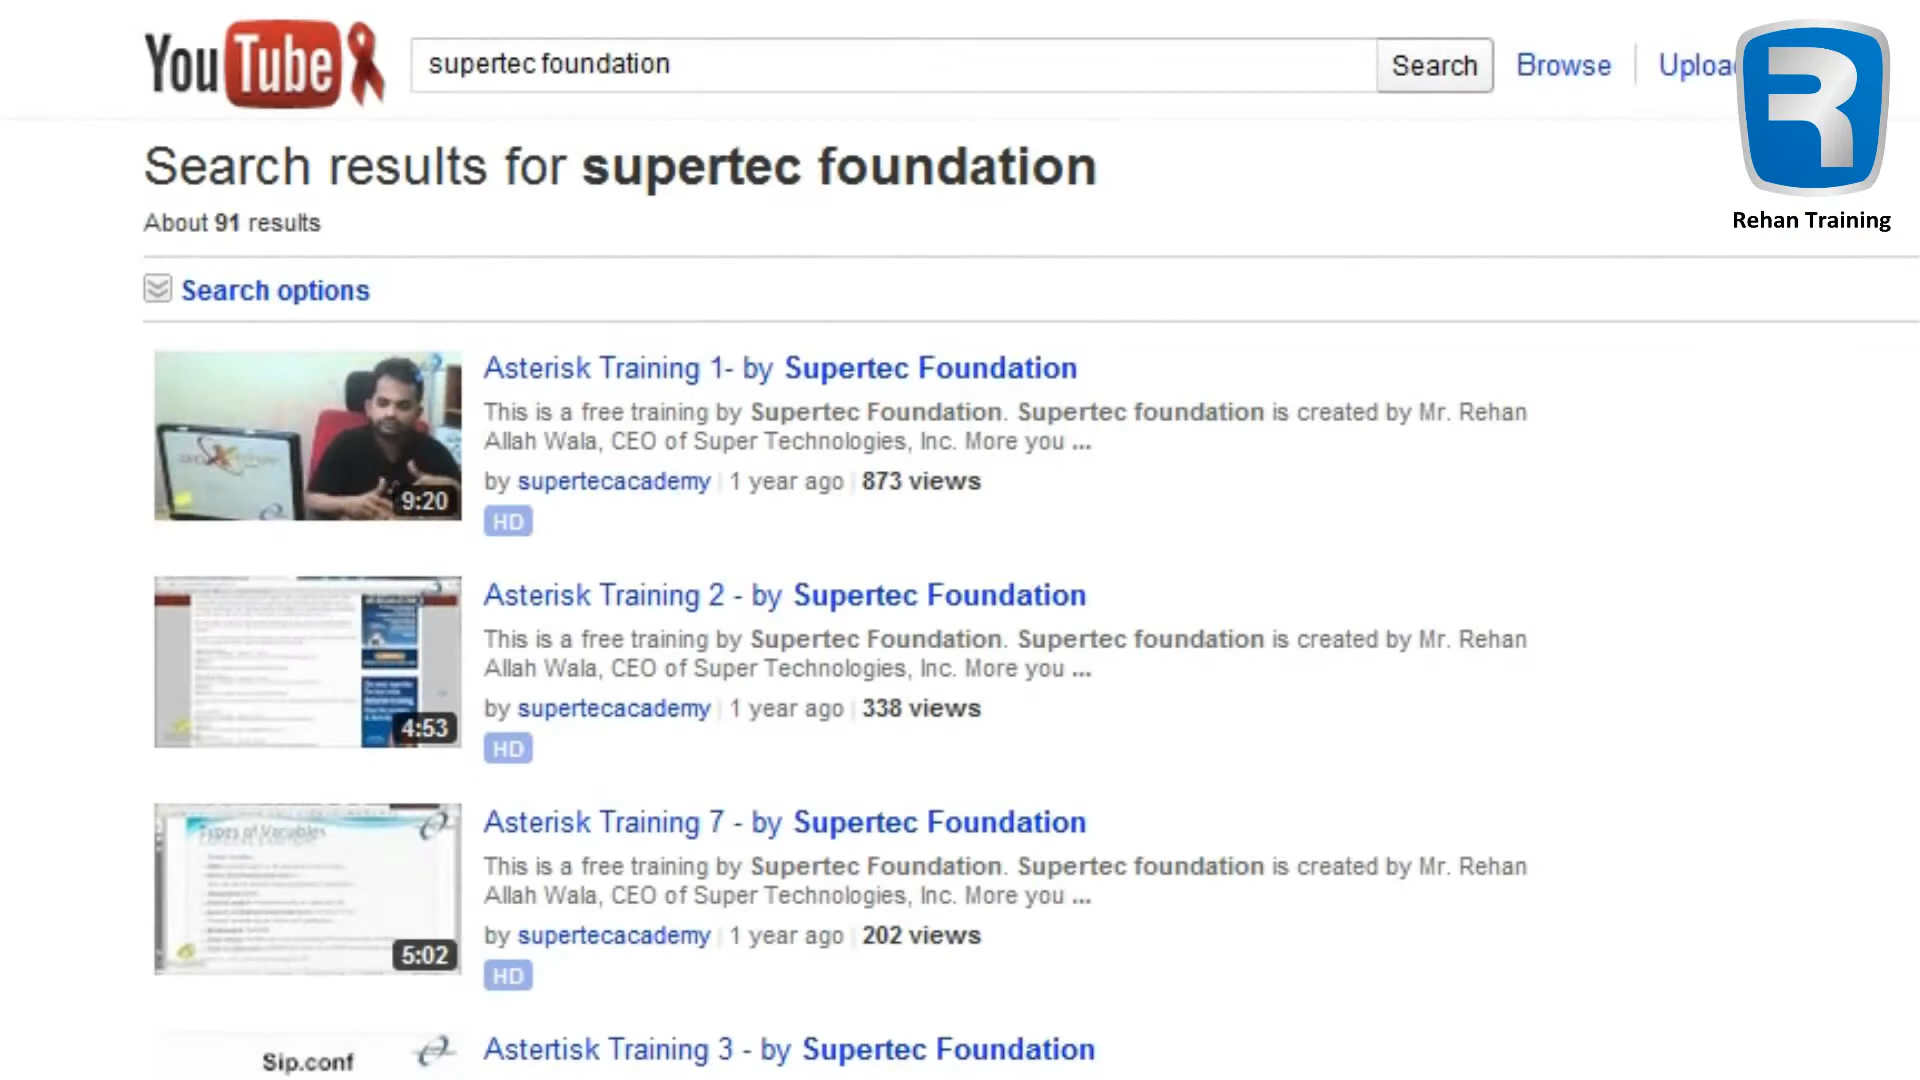 YouTube
supertec foundation
Search
Browse
Uploa
Rehan Training
Search results for supertec foundation
About 91 results
Search options
Asterisk Training 1- by Supertec Foundation
This is a free training by Supertec Foundation. Supertec foundation is created by Mr. Rehan
Allah Wala, CEO of Super Technologies, Inc. More you ...
by supertecacademy | 1 year ago | 873 views
HD
9:20
Asterisk Training 2 - by Supertec Foundation
This is a free training by Supertec Foundation. Supertec foundation is created by Mr. Rehan
Allah Wala, CEO of Super Technologies, Inc. More you ...
by supertecacademy | 1 year ago | 338 views
HD
4:53
Types of Variables
Asterisk Training 7 - by Supertec Foundation
This is a free training by Supertec Foundation. Supertec foundation is created by Mr. Rehan
Allah Wala, CEO of Super Technologies, Inc. More you ...
by supertecacademy | 1 year ago | 202 views
HD
5:02
Sip.conf
Astertisk Training 3 - by Supertec Foundation